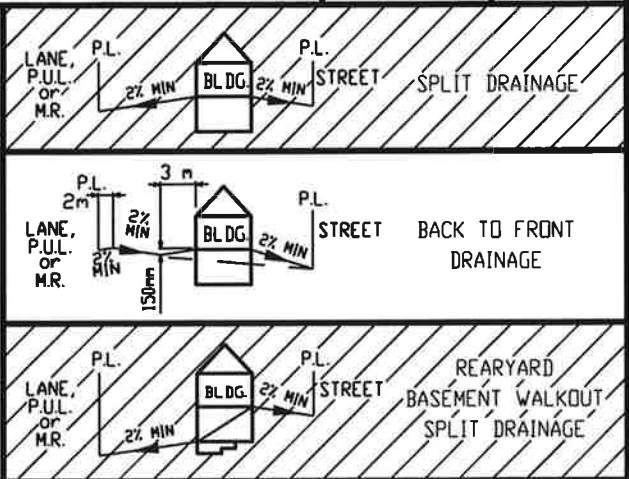 P.L.
LANE,
P.U.L.
or
M.R.
2% MIN
BLDG.
2% MIN
P.L.
STREET
SPLIT DRAINAGE
P.L.
2m
3 m
2%
MIN
LANE,
P.U.L.
or
M.R.
2%
MIN
150mm
BLDG.
2% MIN
P.L.
STREET
BACK TO FRONT
DRAINAGE
P.L.
LANE,
P.U.L.
or
M.R.
2% MIN
BLDG.
2% MIN
P.L.
STREET
REARYARD
BASEMENT WALKOUT
SPLIT DRAINAGE